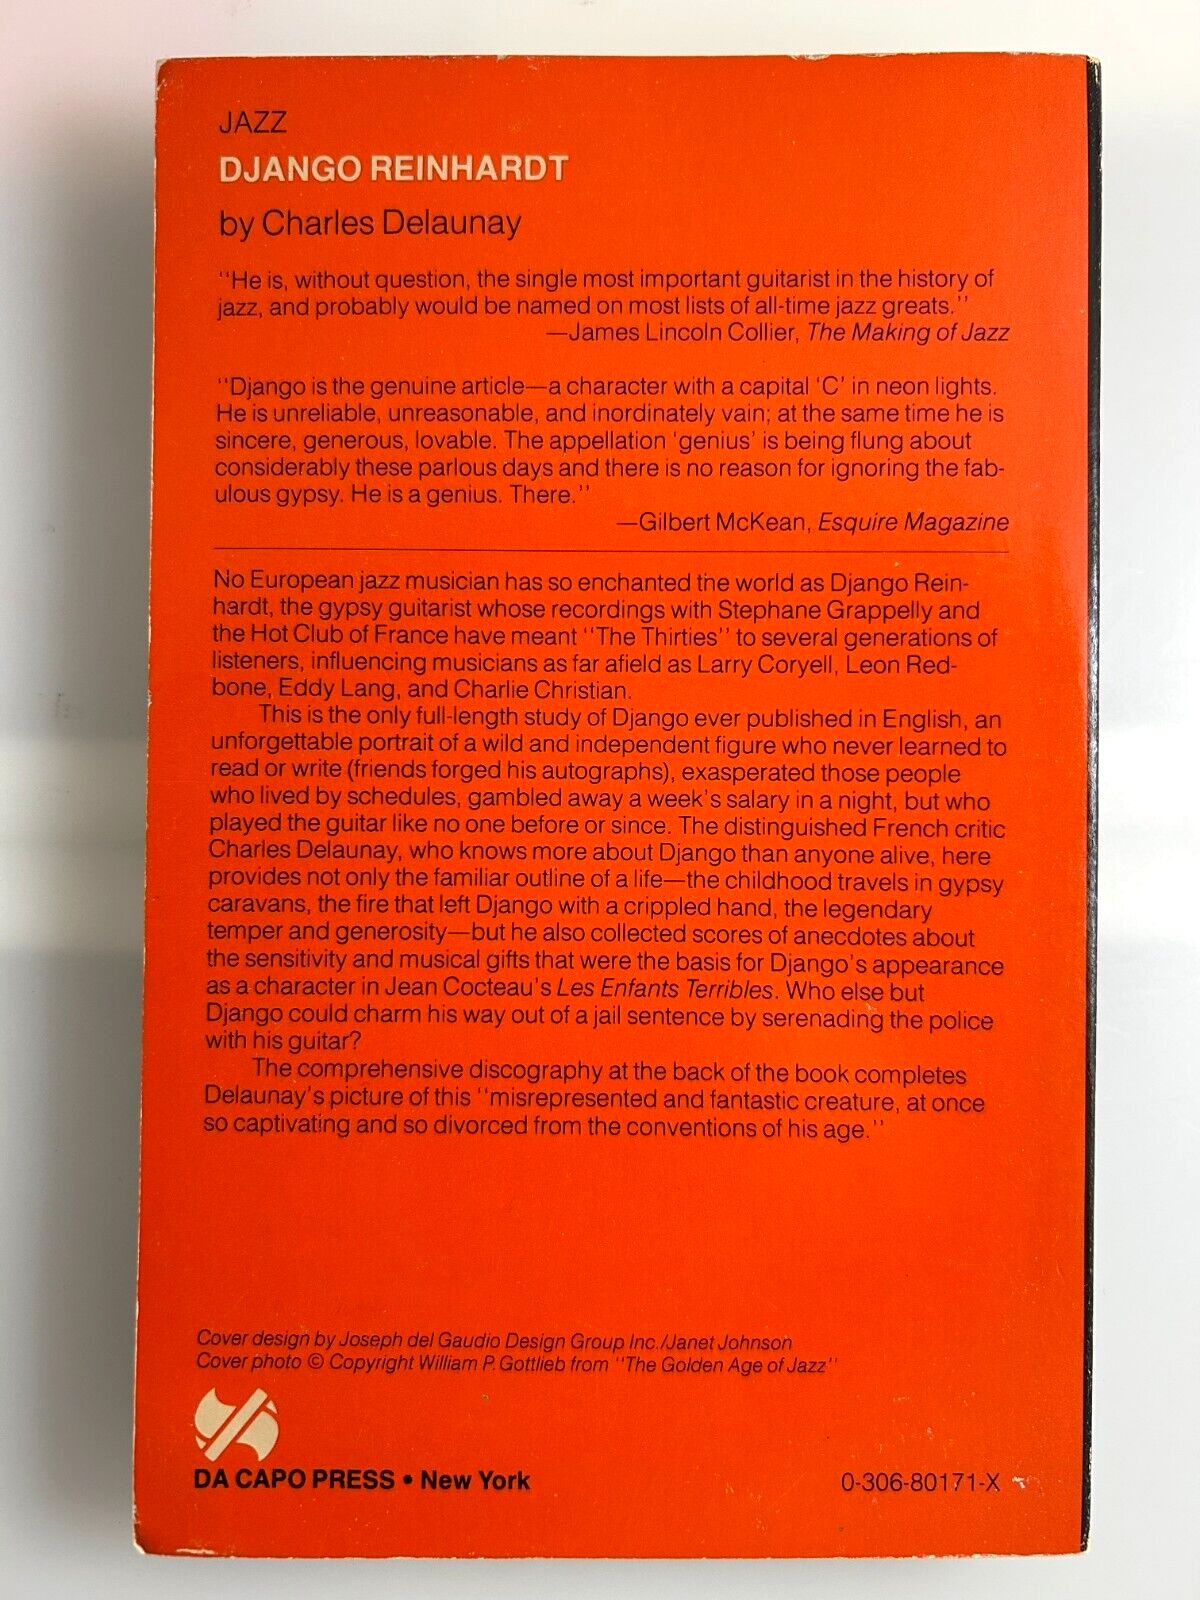 JAZZ
DJANGO REINHARDT
by Charles Delaunay
"He is, without question, the single most important guitarist in the history of
jazz, and probably would be named on most lists of all-time jazz greats."
—James Lincoln Collier, The Making of Jazz
"Django is the genuine article—a character with a capital 'C' in neon lights.
He is unreliable, unreasonable, and inordinately vain; at the same time he is
sincere, generous, lovable. The appellation 'genius' is being flung about
considerably these parlous days and there is no reason for ignoring the fab-
ulous gypsy. He is a genius. There."
—Gilbert McKean, Esquire Magazine
No European jazz musician has so enchanted the world as Django Rein-
hardt, the gypsy guitarist whose recordings with Stephane Grappelly and
the Hot Club of France have meant "The Thirties" to several generations of
listeners, influencing musicians as far afield as Larry Coryell, Leon Red-
bone, Eddy Lang, and Charlie Christian.
This is the only full-length study of Django ever published in English, an
unforgettable portrait of a wild and independent figure who never learned to
read or write (friends forged his autographs), exasperated those people
who lived by schedules, gambled away a week's salary in a night, but who
played the guitar like no one before or since. The distinguished French critic
Charles Delaunay, who knows more about Django than anyone alive, here
provides not only the familiar outline of a life—the childhood travels in gypsy
caravans, the fire that left Django with a crippled hand, the legendary
temper and generosity—but he also collected scores of anecdotes about
the sensitivity and musical gifts that were the basis for Django's appearance
as a character in Jean Cocteau's Les Enfants Terribles. Who else but
Django could charm his way out of a jail sentence by serenading the police
with his guitar?
The comprehensive discography at the back of the book completes
Delaunay's picture of this "misrepresented and fantastic creature, at once
so captivating and so divorced from the conventions of his age."
Cover design by Joseph del Gaudio Design Group Inc./Janet Johnson
Cover photo © Copyright William P. Gottlieb from "The Golden Age of Jazz"
DA CAPO PRESS • New York
0-306-80171-X